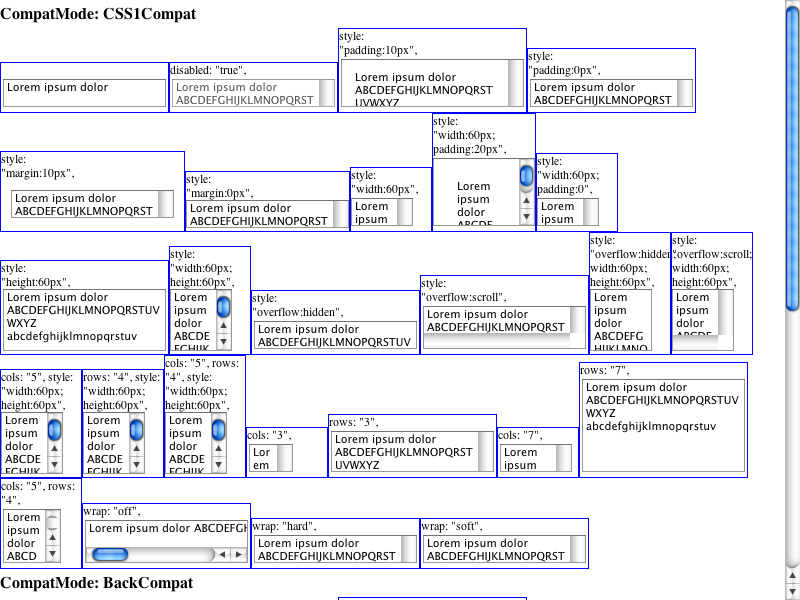 CompatMode: CSS1Compat
Lorem ipsum dolor
disabled: "true",
Lorem ipsum dolor
ABCDEFGHIJKLMNOPQRST
style:
"padding:10px",
Lorem ipsum dolor
ABCDEFGHIJKLMNOPQRST
UVWXYZ
style:
"padding:0px",
Lorem ipsum dolor
ABCDEFGHIJKLMNOPQRST
style:
"margin:10px",
Lorem ipsum dolor
ABCDEFGHIJKLMNOPQRST
style:
"margin:0px",
Lorem ipsum dolor
ABCDEFGHIJKLMNOPQRST
style:
"width:60px",
Lorem
ipsum
style:
"width:60px;
padding:20px",
Lorem
ipsum
dolor
ABCDE
style:
"width:60px;
padding:0",
Lorem
ipsum
style:
"height:60px",
Lorem ipsum dolor
ABCDEFGHIJKLMNOPQRSTUV
WXYZ
abcdefghijklmnopqrstuv
style:
"width:60px;
height:60px",
Lorem
ipsum
dolor
ABCDE
FGHIJK
style:
"overflow:hidden",
Lorem ipsum dolor
ABCDEFGHIJKLMNOPQRSTUV
style:
"overflow:scroll",
Lorem ipsum dolor
ABCDEFGHIJKLMNOPQRST
style:
"overflow:hidden;
width:60px;
height:60px",
Lorem
ipsum
dolor
ABCDEFG
HIJKLMNO
style:
"overflow:scroll;
width:60px;
height:60px",
Lorem
ipsum
dolor
ABCDE
cols: "5", style:
"width:60px;
height:60px",
Lorem
ipsum
dolor
ABCDE
FGHIJK
rows: "4", style:
"width:60px;
height:60px",
Lorem
ipsum
dolor
ABCDE
FGHIJK
cols: "5", rows:
"4", style:
"width:60px;
height:60px",
Lorem
ipsum
dolor
ABCDE
FGHIJK
cols: "3",
Lor
em
rows: "3",
Lorem ipsum dolor
ABCDEFGHIJKLMNOPQRST
UVWXYZ
cols: "7",
Lorem
ipsum
rows: "7",
Lorem ipsum dolor
ABCDEFGHIJKLMNOPQRSTUV
WXYZ
abcdefghijklmnopqrstuv
cols: "5", rows:
"4",
Lorem
ipsum
dolor
ABCD
wrap: "off",
Lorem ipsum dolor ABCDEFGH
wrap: "hard",
Lorem ipsum dolor
ABCDEFGHIJKLMNOPQRST
wrap: "soft",
Lorem ipsum dolor
ABCDEFGHIJKLMNOPQRST
CompatMode: BackCompat